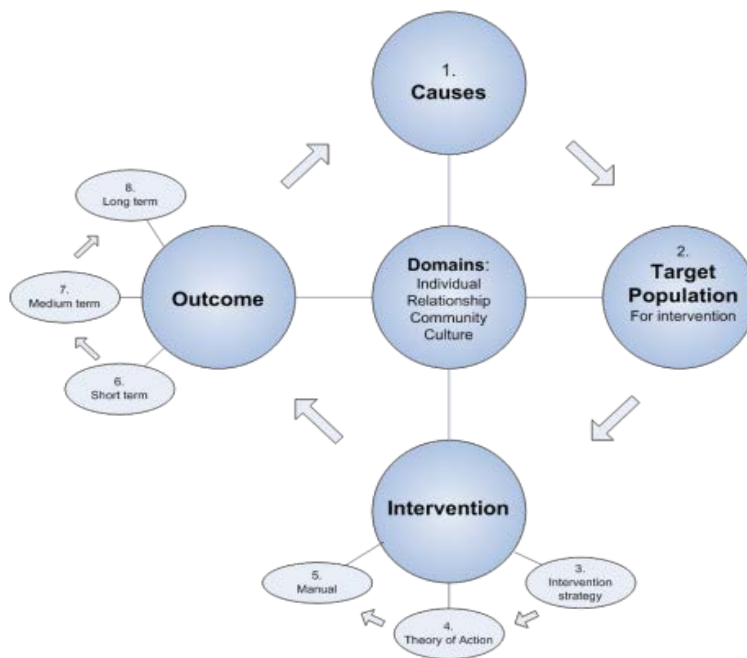 1.
Causes
2.
Target
Population
For intervention
Domains:
Individual
Relationship
Community
Culture
Outcome
8.
Long term
7.
Medium term
6.
Short term
Intervention
3.
Intervention
strategy
4.
Theory of Action
5.
Manual